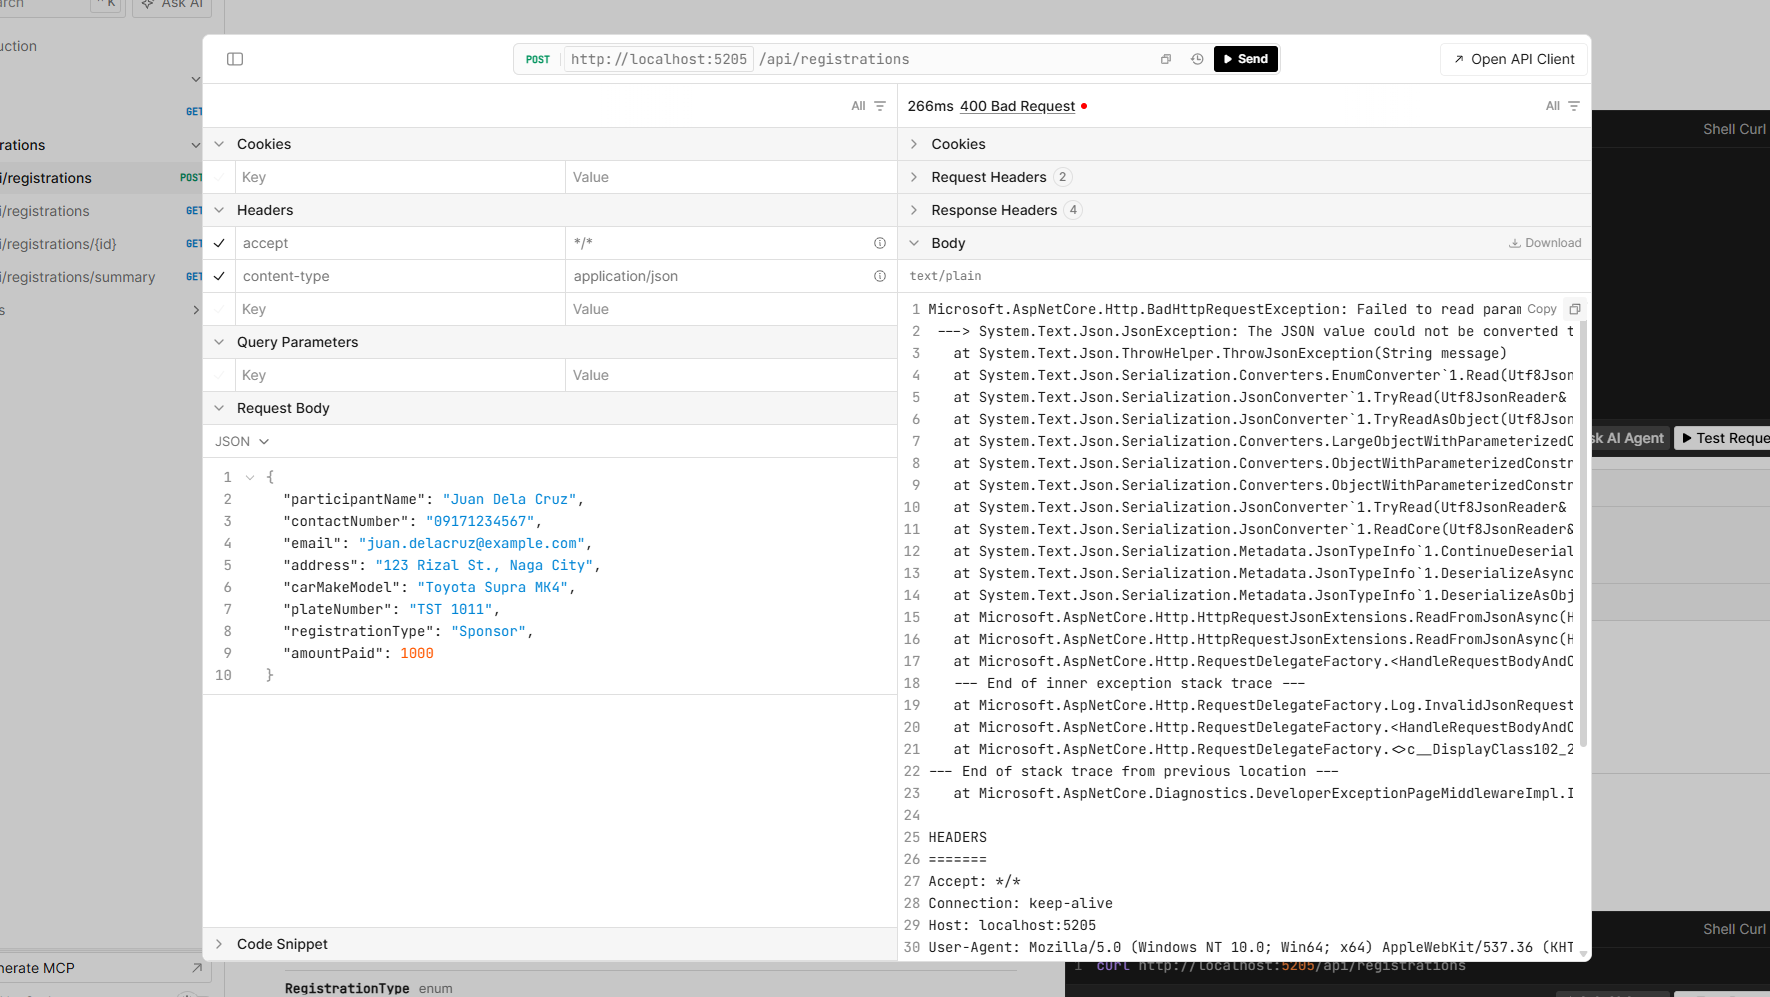 Ask AI
uction
GET
rations
i/registrations POST
i/registrations GET
i/registrations/{id} GET
i/registrations/summary GET
s
nerate MCP
POST http://localhost:5205 /api/registrations
Send
Open API Client
All
Cookies
Key Value
Headers
accept */*
content-type application/json
Key Value
Query Parameters
Key Value
Request Body
JSON
1 {
2 "participantName": "Juan Dela Cruz",
3 "contactNumber": "09171234567",
4 "email": "juan.delacruz@example.com",
5 "address": "123 Rizal St., Naga City",
6 "carMakeModel": "Toyota Supra MK4",
7 "plateNumber": "TST 1011",
8 "registrationType": "Sponsor",
9 "amountPaid": 1000
10 }
Code Snippet
266ms 400 Bad Request
All
Cookies
Request Headers 2
Response Headers 4
Body Download
text/plain
Copy
1 Microsoft.AspNetCore.Http.BadHttpRequestException: Failed to read param
2 ---> System.Text.Json.JsonException: The JSON value could not be converted t
3 at System.Text.Json.ThrowHelper.ThrowJsonException(String message)
4 at System.Text.Json.Serialization.Converters.EnumConverter`1.Read(Utf8Json
5 at System.Text.Json.Serialization.JsonConverter`1.TryRead(Utf8JsonReader&
6 at System.Text.Json.Serialization.JsonConverter`1.TryReadAsObject(Utf8Json
7 at System.Text.Json.Serialization.Converters.LargeObjectWithParameterizedC
8 at System.Text.Json.Serialization.Converters.ObjectWithParameterizedConstr
9 at System.Text.Json.Serialization.Converters.ObjectWithParameterizedConstr
10 at System.Text.Json.Serialization.JsonConverter`1.TryRead(Utf8JsonReader&
11 at System.Text.Json.Serialization.JsonConverter`1.ReadCore(Utf8JsonReader&
12 at System.Text.Json.Serialization.Metadata.JsonTypeInfo`1.ContinueDeserial
13 at System.Text.Json.Serialization.Metadata.JsonTypeInfo`1.DeserializeAsync
14 at System.Text.Json.Serialization.Metadata.JsonTypeInfo`1.DeserializeAsObj
15 at Microsoft.AspNetCore.Http.HttpRequestJsonExtensions.ReadFromJsonAsync(H
16 at Microsoft.AspNetCore.Http.HttpRequestJsonExtensions.ReadFromJsonAsync(H
17 at Microsoft.AspNetCore.Http.RequestDelegateFactory.<HandleRequestBodyAndC
18 --- End of inner exception stack trace ---
19 at Microsoft.AspNetCore.Http.RequestDelegateFactory.Log.InvalidJsonRequest
20 at Microsoft.AspNetCore.Http.RequestDelegateFactory.<HandleRequestBodyAndC
21 at Microsoft.AspNetCore.Http.RequestDelegateFactory.<>c__DisplayClass102_2
22 --- End of stack trace from previous location ---
23 at Microsoft.AspNetCore.Diagnostics.DeveloperExceptionPageMiddlewareImpl.I
24
25 HEADERS
26 =======
27 Accept: */*
28 Connection: keep-alive
29 Host: localhost:5205
30 User-Agent: Mozilla/5.0 (Windows NT 10.0; Win64; x64) AppleWebKit/537.36 (KHT
Shell Curl
sk AI Agent
Test Reque
Shell Curl
1 curl http://localhost:5205/api/registrations
RegistrationType enum